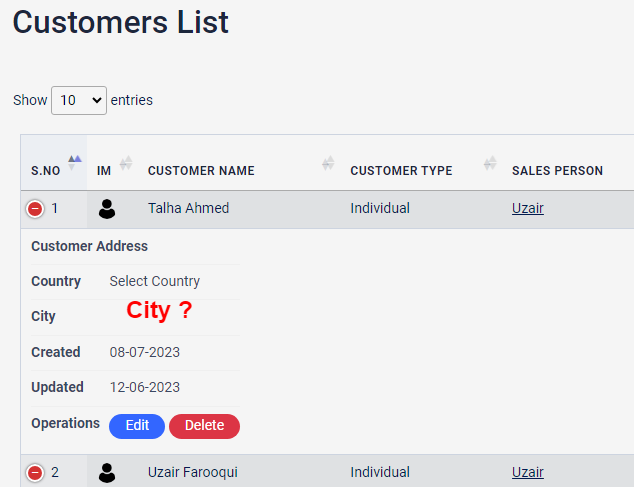 Customers List
Show 10 entries
S.NO IM CUSTOMER NAME CUSTOMER TYPE SALES PERSON
1 Talha Ahmed Individual Uzair
Customer Address
Country Select Country
City City ?
Created 08-07-2023
Updated 12-06-2023
Operations Edit Delete
2 Uzair Farooqui Individual Uzair